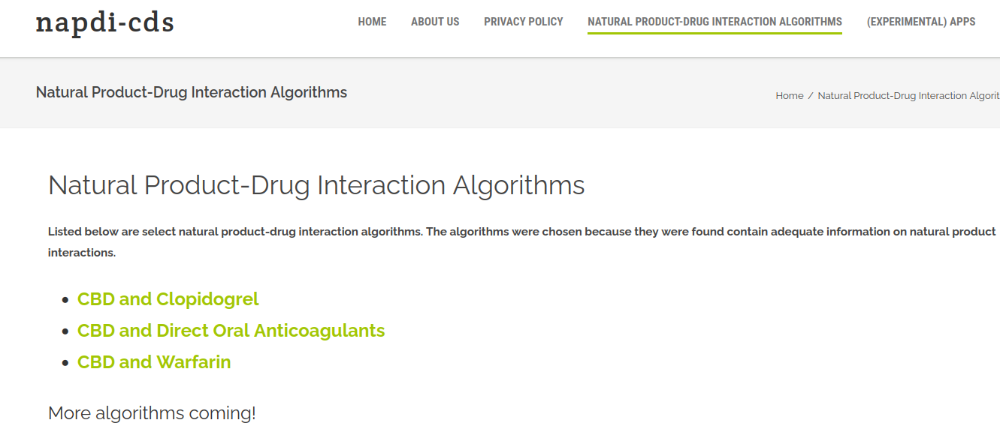 napdi-cds
HOME ABOUT US PRIVACY POLICY NATURAL PRODUCT-DRUG INTERACTION ALGORITHMS (EXPERIMENTAL) APPS
Natural Product-Drug Interaction Algorithms
Home / Natural Product-Drug Interaction Algorit
Natural Product-Drug Interaction Algorithms
Listed below are select natural product-drug interaction algorithms. The algorithms were chosen because they were found contain adequate information on natural product
interactions.
• CBD and Clopidogrel
• CBD and Direct Oral Anticoagulants
• CBD and Warfarin
More algorithms coming!